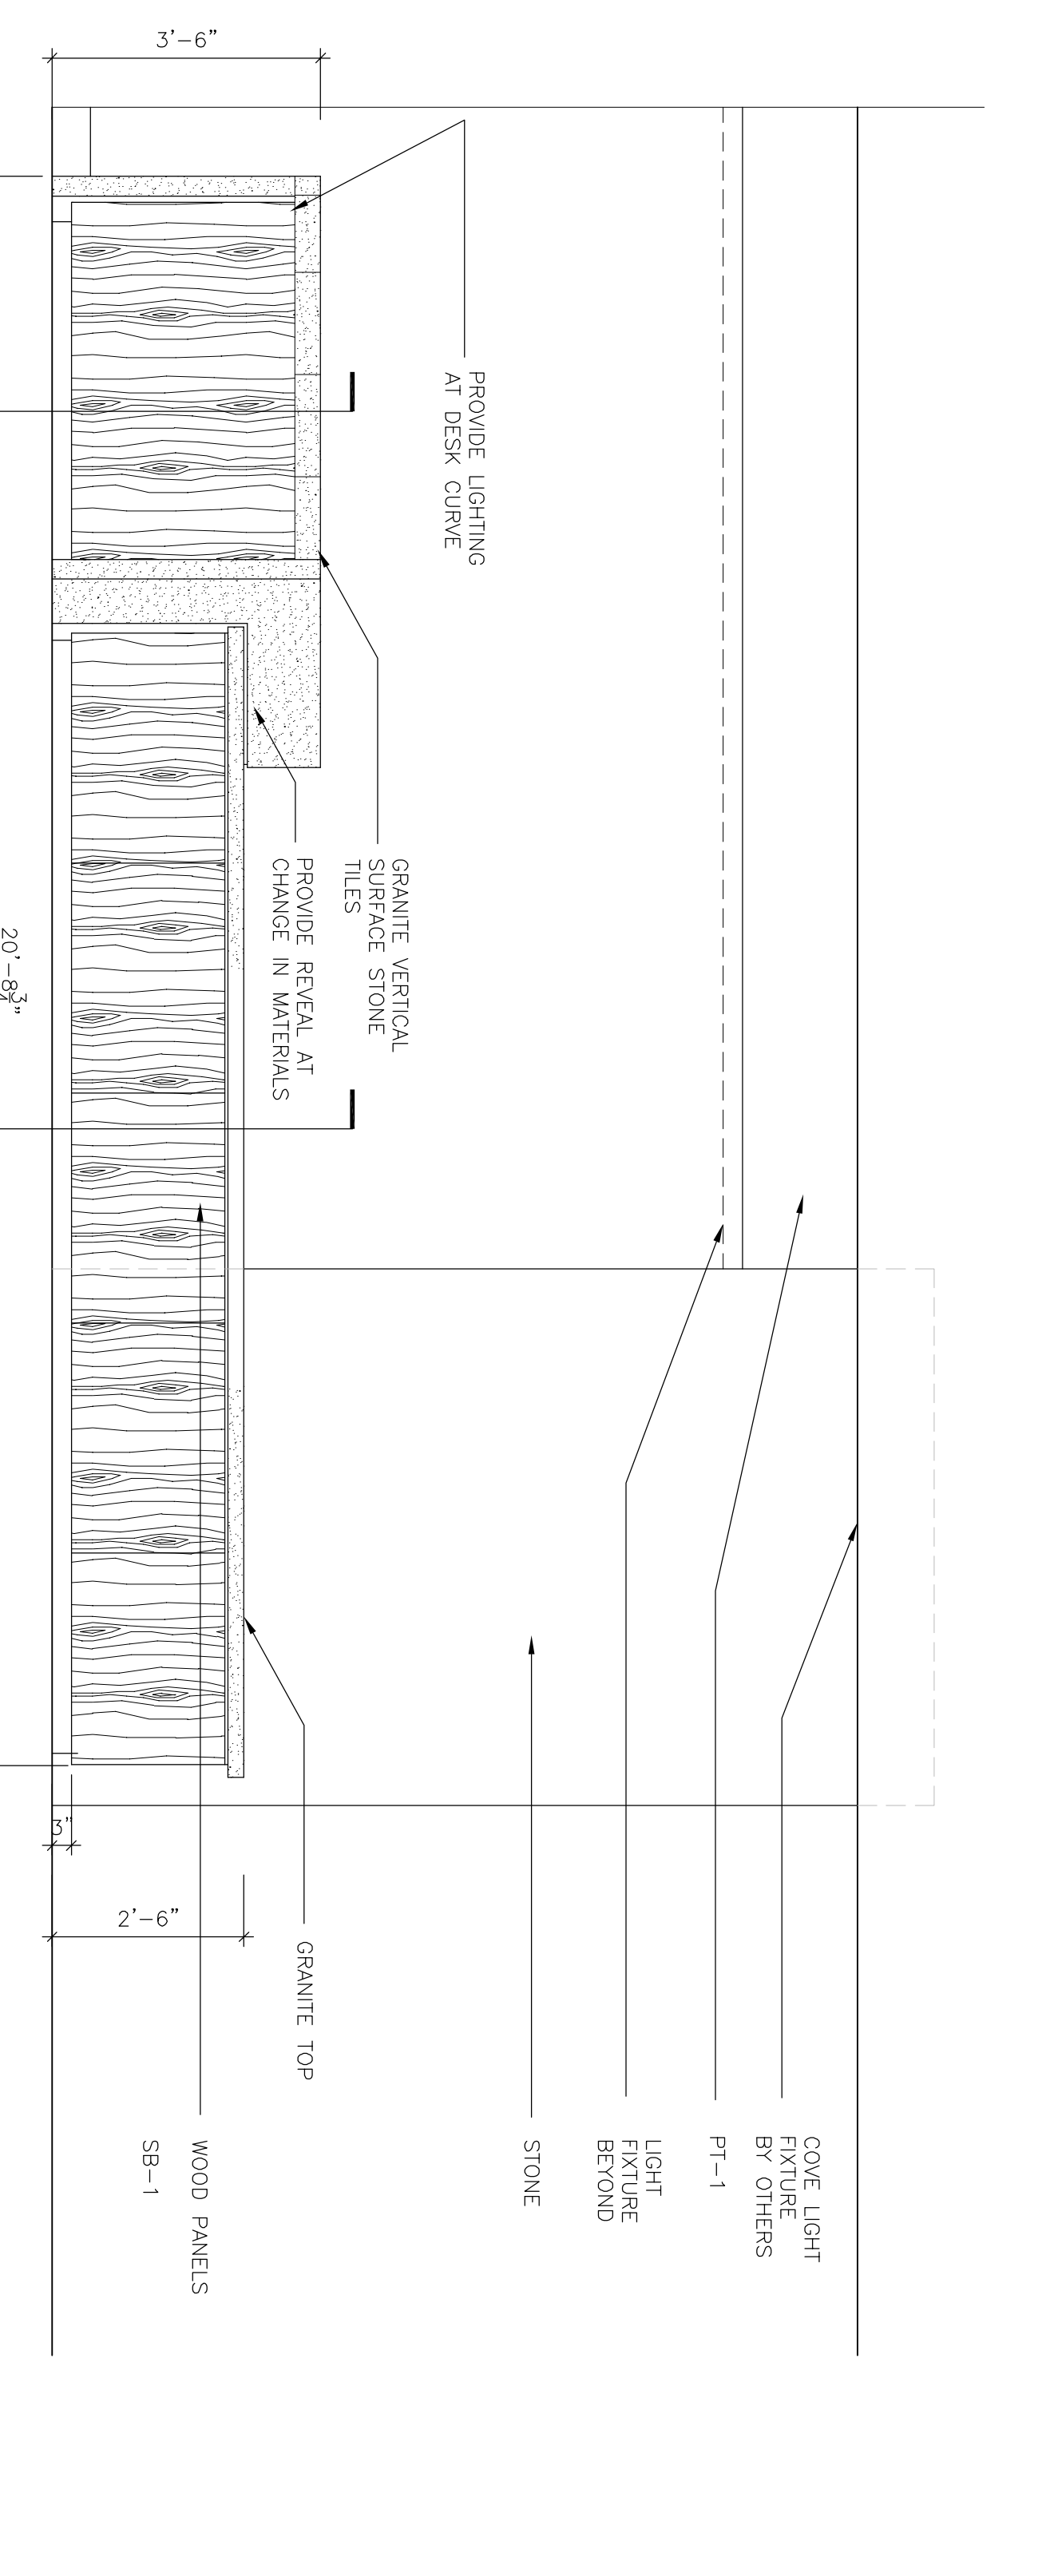 3'-6"
PROVIDE LIGHTING
AT DESK CURVE
GRANITE VERTICAL
SURFACE STONE
TILES
PROVIDE REVEAL AT
CHANGE IN MATERIALS
20'-8¾"
COVE LIGHT
FIXTURE
BY OTHERS
PT-1
LIGHT
FIXTURE
BEYOND
STONE
GRANITE TOP
WOOD PANELS
SB-1
2'-6"
3"